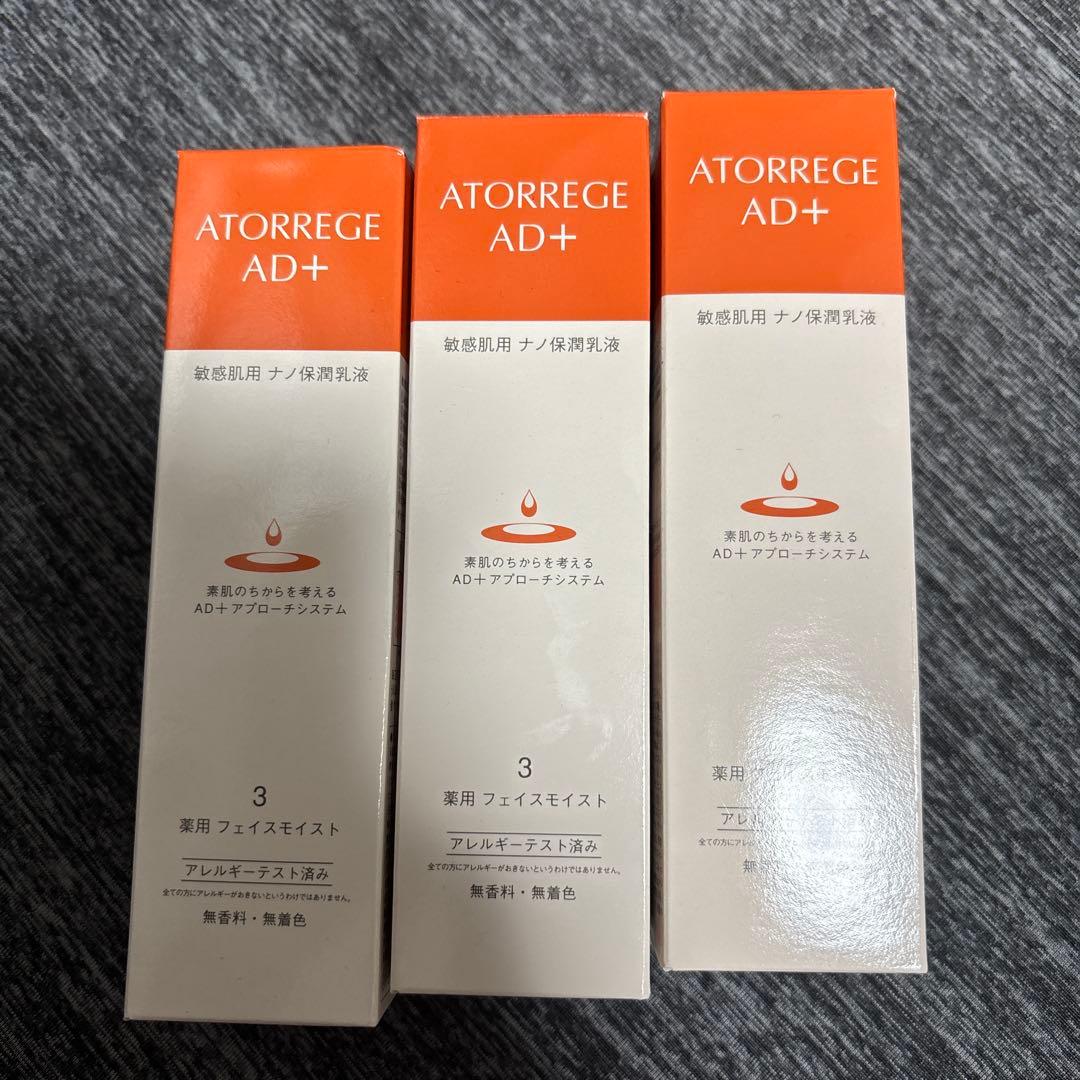 ATORREGE
AD+
敏感肌用 ナノ保潤乳液
素肌のちからを考える
AD+アプローチシステム
3
薬用 フェイスモイスト
アレルギーテスト済み
全ての方にアレルギーがおきないというわけではありません。
無香料・無着色
ATORREGE
AD+
敏感肌用 ナノ保潤乳液
素肌のちからを考える
AD+アプローチシステム
3
薬用 フェイスモイスト
アレルギーテスト済み
全ての方にアレルギーがおきないというわけではありません。
無香料・無着色
ATORREGE
AD+
敏感肌用 ナノ保潤乳液
素肌のちからを考える
AD+アプローチシステム
薬用